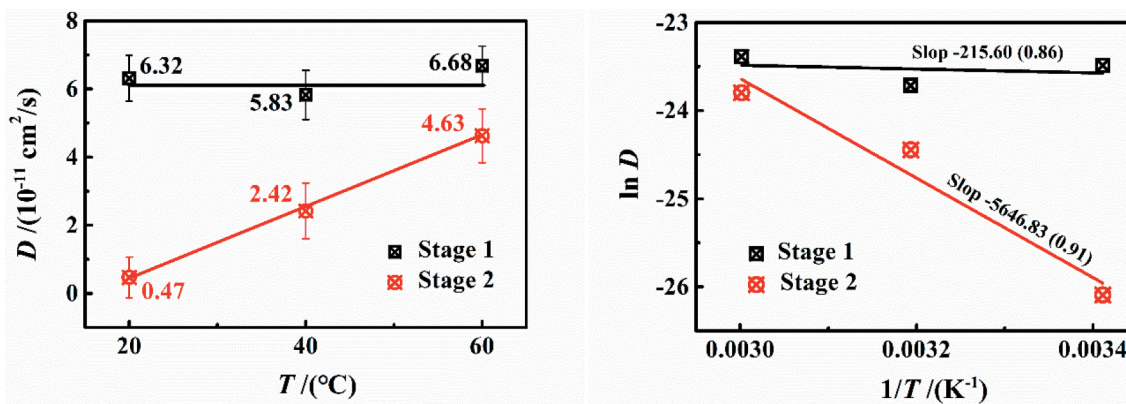 D /(10⁻¹¹ cm²/s)
8
6
4
2
0
6.32
5.83
6.68
4.63
2.42
0.47
Stage 1
Stage 2
20
40
60
T /(°C)
ln D
-23
-24
-25
-26
Slop -215.60 (0.86)
Slop -5646.83 (0.91)
Stage 1
Stage 2
0.0030
0.0032
0.0034
1/T /(K⁻¹)